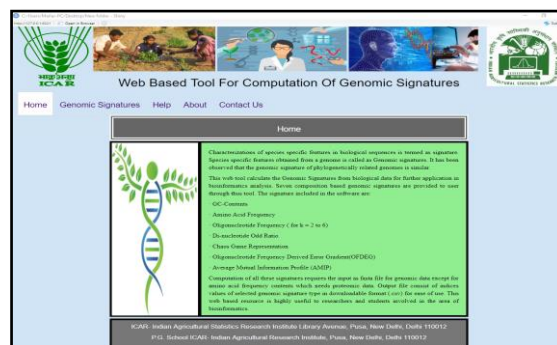 भाकृअनुप
ICAR
Web Based Tool For Computation Of Genomic Signatures
Home Genomic Signatures Help About Contact Us
Home
Characterizations of species specific features in biological sequences is termed as signature.
Species specific features obtained from a genome is called as Genomic signatures. It has been
observed that the genomic signature of phylogenetically related genomes is similar.
This web tool calculate the Genomic Signatures from biological data for further application in
bioinformatics analysis. Seven composition based genomic signatures are provided to user
through this tool. The signature included in the software are:
· GC-Contents
· Amino Acid Frequency
· Oligonucleotide Frequency ( for k = 2 to 6)
· Di-nucleotide Odd Ratio
· Chaos Game Representation
· Oligonucleotide Frequency Derived Error Gradient(OFDEG)
· Average Mutual Information Profile (AMIP)
Computation of all these signatures requires the input in fasta file for genomic data except for
amino acid frequency contents which needs proteomic data. Output file consist of indices
values of selected genomic signature type in downloadable format (.csv) for ease of use. This
web based resource is highly useful to researchers and students involved in the area of
bioinformatics.
ICAR- Indian Agricultural Statistics Research Institute Library Avenue, Pusa, New Delhi, Delhi 110012
P.G. School ICAR- Indian Agricultural Research Institute, Pusa, New Delhi, Delhi 110012